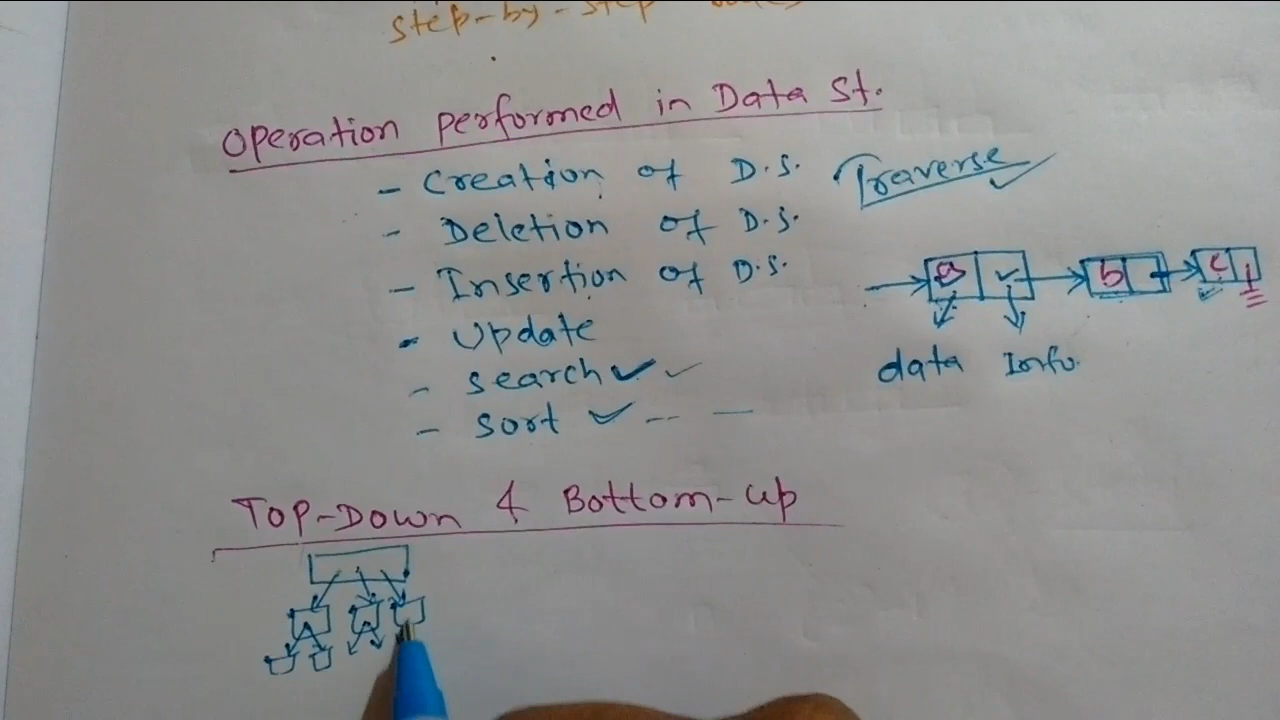 step-by-step
Operation performed in Data St.
- Creation of D.S. Traverse
- Deletion of D.S.
- Insertion of D.S.
- Update
- search
- sort
a b c
data Info.
Top-Down & Bottom-up